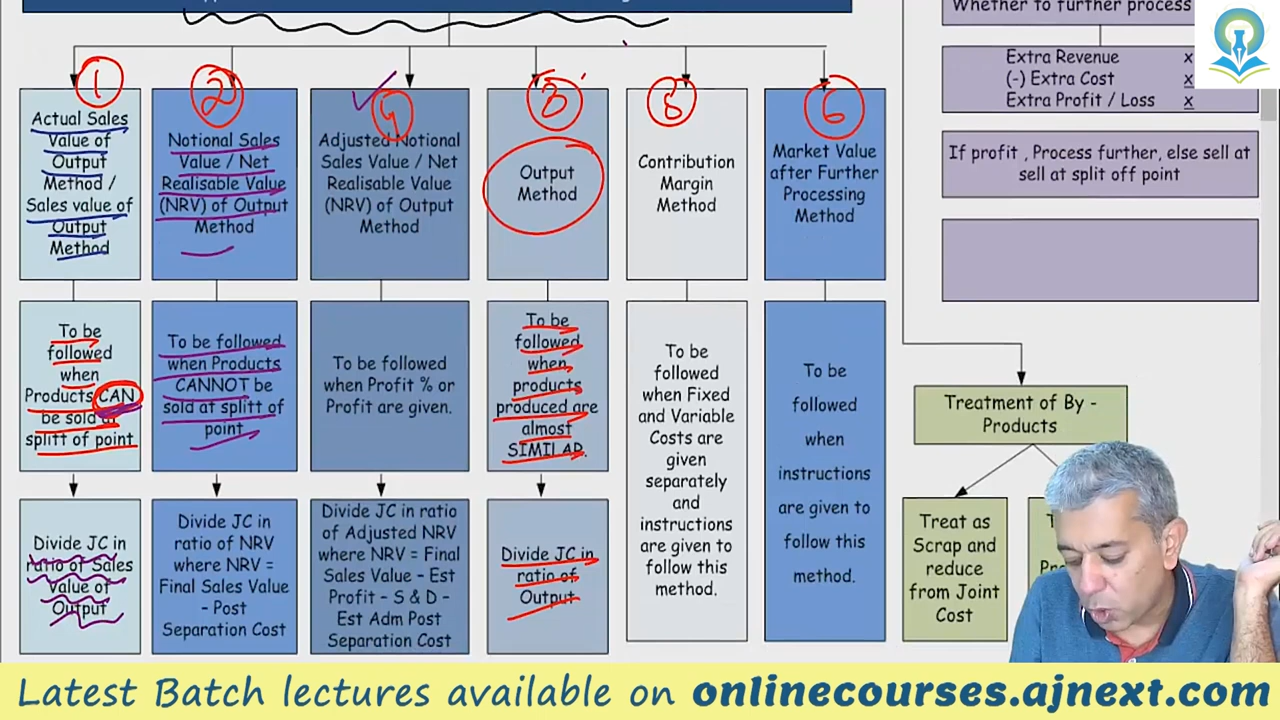 Whether to further process
Extra Revenue x
(-) Extra Cost x
Extra Profit / Loss x
If profit , Process further, else sell at
sell at split off point
1
2
4
3
5
6
Actual Sales
Value of
Output
Method /
Sales value of
Output
Method
Notional Sales
Value / Net
Realisable Value
(NRV) of Output
Method
Adjusted Notional
Sales Value / Net
Realisable Value
(NRV) of Output
Method
Output
Method
Contribution
Margin
Method
Market Value
after Further
Processing
Method
To be
followed
when
Products CAN
be sold at
splitt of point
To be followed
when Products
CANNOT be
sold at splitt of
point
To be followed
when Profit % or
Profit are given.
To be
followed
when
products
produced are
almost
SIMILAR.
To be
followed
when Fixed
and Variable
Costs are
given
separately
and
instructions
are given to
follow this
method.
To be
followed
when
instructions
are given to
follow this
method.
Divide JC in
ratio of Sales
Value of
Output
Divide JC in
ratio of NRV
where NRV =
Final Sales Value
- Post
Separation Cost
Divide JC in ratio
of Adjusted NRV
where NRV = Final
Sales Value - Est
Profit - S & D -
Est Adm Post
Separation Cost
Divide JC in
ratio of
Output
Treatment of By -
Products
Treat as
Scrap and
reduce
from Joint
Cost
Latest Batch lectures available on onlinecourses.ajnext.com